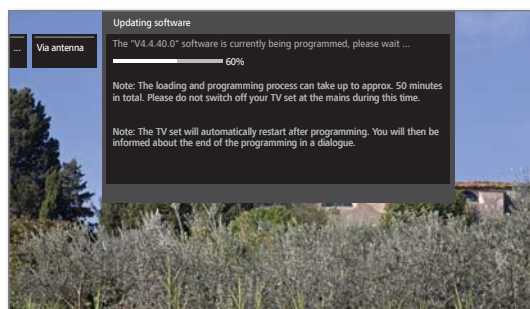 Updating software
... Via antenna
The "V4.4.40.0" software is currently being programmed, please wait ...
60%
Note: The loading and programming process can take up to approx. 50 minutes
in total. Please do not switch off your TV set at the mains during this time.
Note: The TV set will automatically restart after programming. You will then be
informed about the end of the programming in a dialogue.